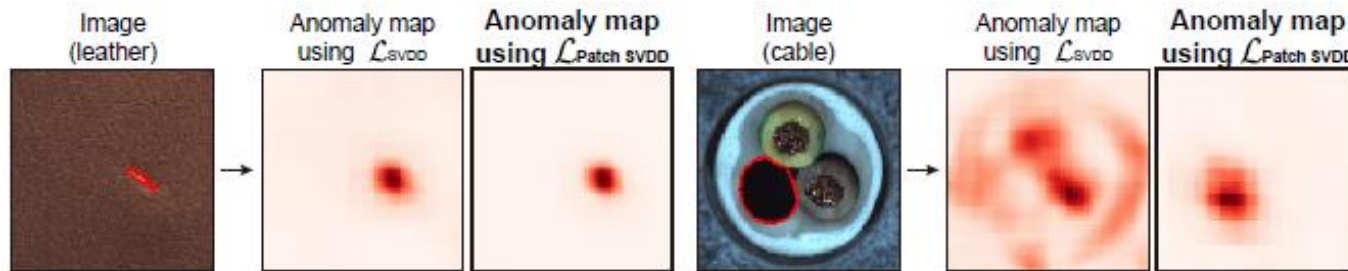 Image
(leather)
Anomaly map
using ℒSVDD
Anomaly map
using ℒPatch SVDD
Image
(cable)
Anomaly map
using ℒSVDD
Anomaly map
using ℒPatch SVDD